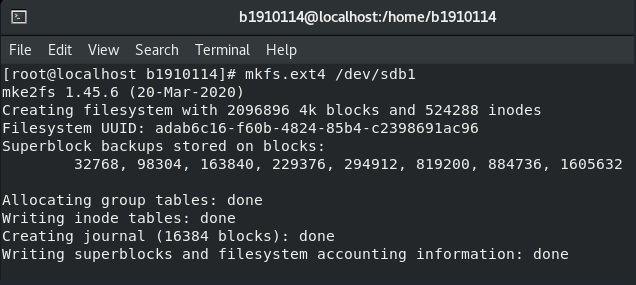 b1910114@localhost:/home/b1910114
File Edit View Search Terminal Help
[root@localhost b1910114]# mkfs.ext4 /dev/sdb1
mke2fs 1.45.6 (20-Mar-2020)
Creating filesystem with 2096896 4k blocks and 524288 inodes
Filesystem UUID: adab6c16-f60b-4824-85b4-c2398691ac96
Superblock backups stored on blocks:
        32768, 98304, 163840, 229376, 294912, 819200, 884736, 1605632

Allocating group tables: done
Writing inode tables: done
Creating journal (16384 blocks): done
Writing superblocks and filesystem accounting information: done